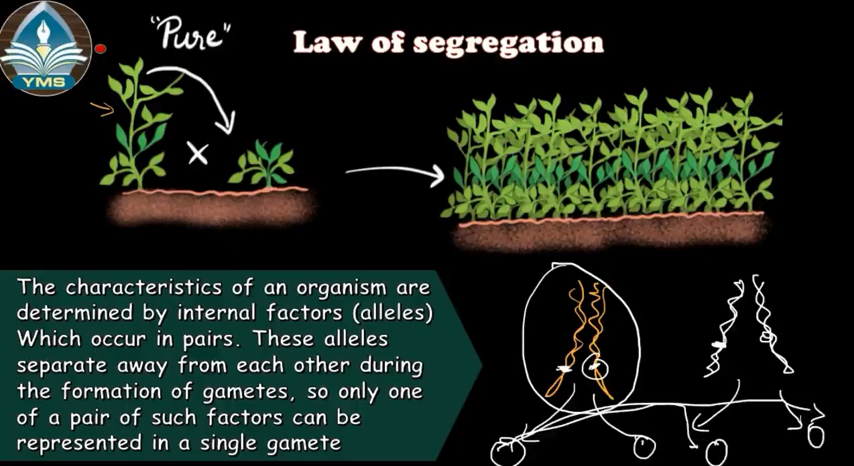 YMS
"Pure"
Law of segregation
X
The characteristics of an organism are
determined by internal factors (alleles)
Which occur in pairs. These alleles
separate away from each other during
the formation of gametes, so only one
of a pair of such factors can be
represented in a single gamete